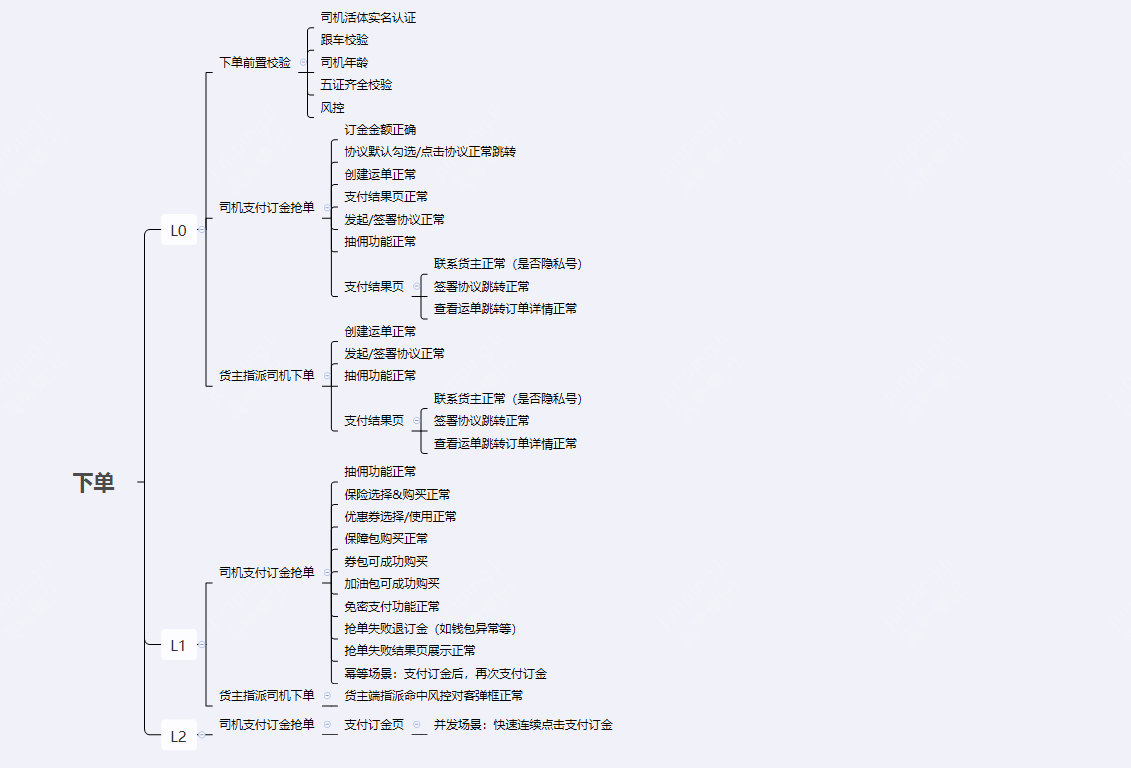 下单
L0
下单前置校验
司机活体实名认证
跟车校验
司机年龄
五证齐全校验
风控
司机支付订金抢单
订金金额正确
协议默认勾选/点击协议正常跳转
创建运单正常
支付结果页正常
发起/签署协议正常
抽佣功能正常
支付结果页
联系货主正常（是否隐私号）
签署协议跳转正常
查看运单跳转订单详情正常
货主指派司机下单
创建运单正常
发起/签署协议正常
抽佣功能正常
支付结果页
联系货主正常（是否隐私号）
签署协议跳转正常
查看运单跳转订单详情正常
L1
司机支付订金抢单
抽佣功能正常
保险选择&购买正常
优惠券选择/使用正常
保障包购买正常
券包可成功购买
加油包可成功购买
免密支付功能正常
抢单失败退订金（如钱包异常等）
抢单失败结果页展示正常
幂等场景：支付订金后，再次支付订金
货主指派司机下单
货主端指派命中风控对客弹框正常
L2
司机支付订金抢单
支付订金页
并发场景：快速连续点击支付订金